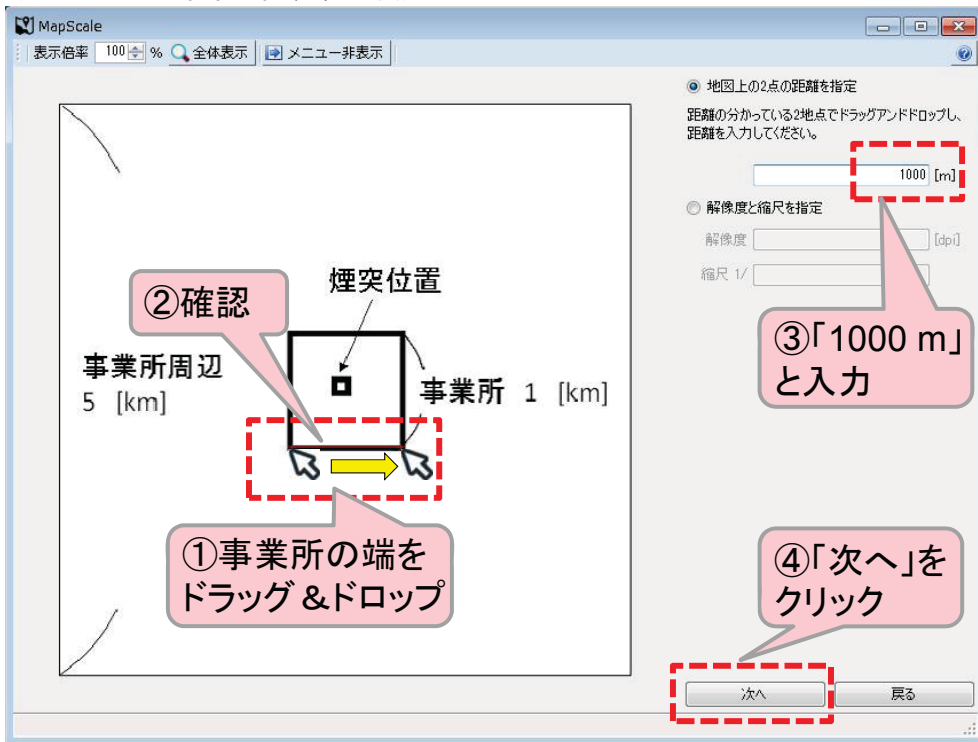 MapScale
表示倍率 100 % 全体表示 メニュー非表示
地図上の2点の距離を指定
距離の分かっている2地点でドラッグアンドドロップし、
距離を入力してください。
1000 [m]
解像度と縮尺を指定
解像度 [dpi]
縮尺 1/
煙突位置
②確認
事業所周辺
5 [km]
事業所 1 [km]
③「1000 m」
と入力
①事業所の端を
ドラッグ &ドロップ
④「次へ」を
クリック
次へ
戻る